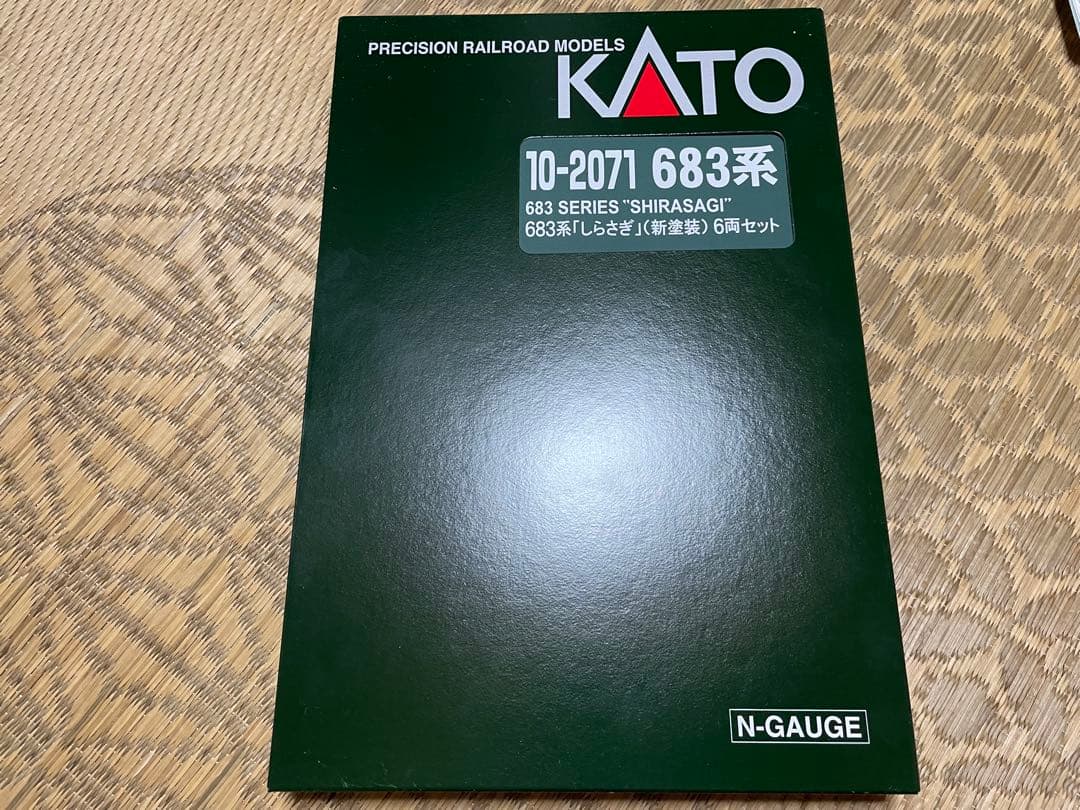 PRECISION RAILROAD MODELS
KATO
10-2071 683系
683 SERIES "SHIRASAGI"
683系「しらさぎ」(新塗装) 6両セット
N-GAUGE